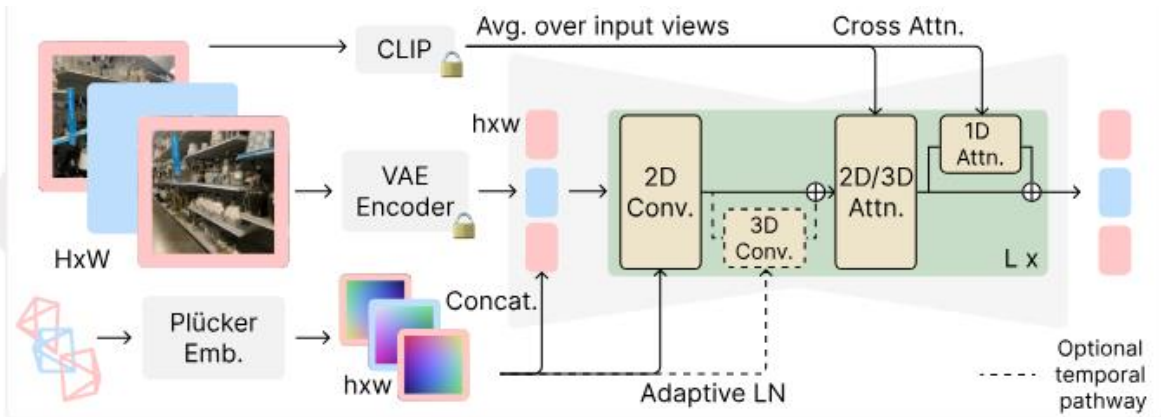 CLIP
Avg. over input views
Cross Attn.
hxw
1D
Attn.
VAE
Encoder
2D
Conv.
2D/3D
Attn.
3D
Conv.
HxW
L x
Concat.
Plücker
Emb.
hxw
Adaptive LN
Optional
temporal
pathway